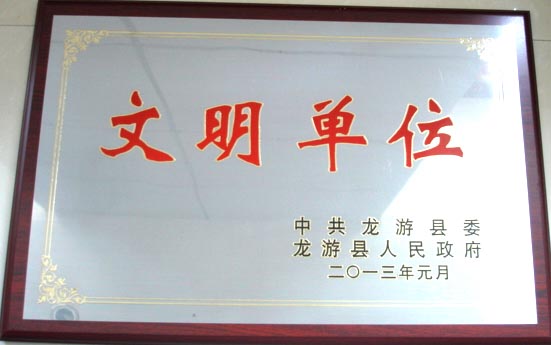 文明单位
中共龙游县委
龙游县人民政府
二〇一三年元月